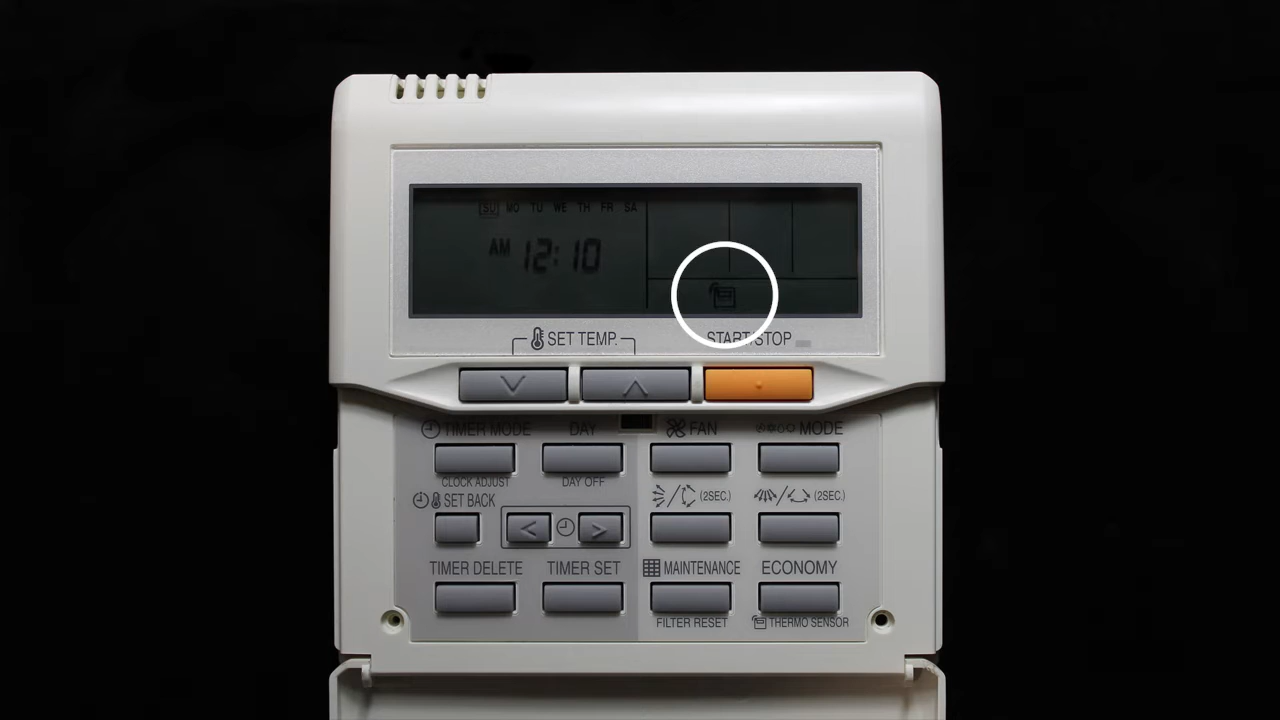 SU MO TU WE TH FR SA
AM 12:10
SET TEMP.
START/STOP
TIMER MODE
DAY
FAN
MODE
CLOCK ADJUST
DAY OFF
SET BACK
(2SEC.)
(2SEC.)
TIMER DELETE
TIMER SET
MAINTENANCE
ECONOMY
FILTER RESET
THERMO SENSOR